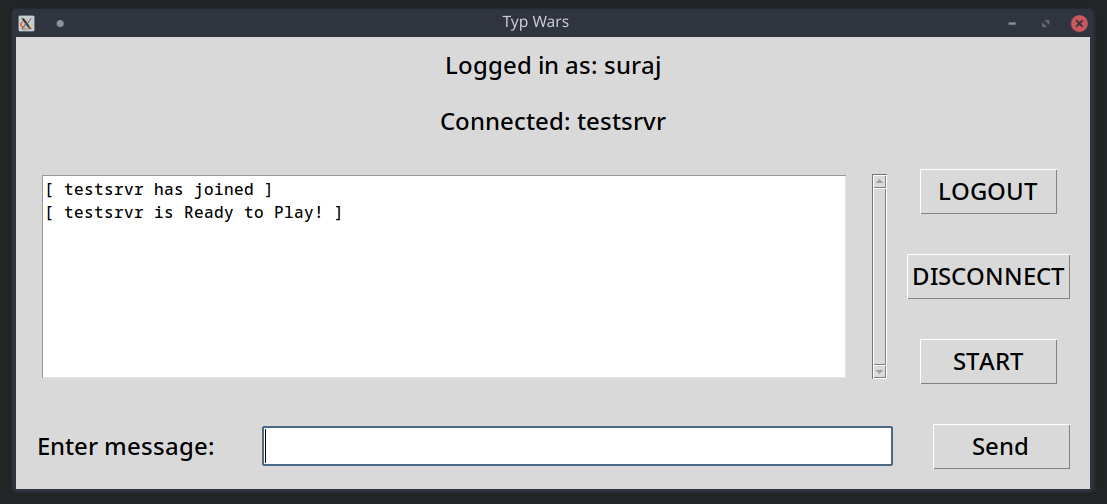 Typ Wars
Logged in as: suraj
Connected: testsrvr
[ testsrvr has joined ]
[ testsrvr is Ready to Play! ]
LOGOUT
DISCONNECT
START
Enter message:
Send